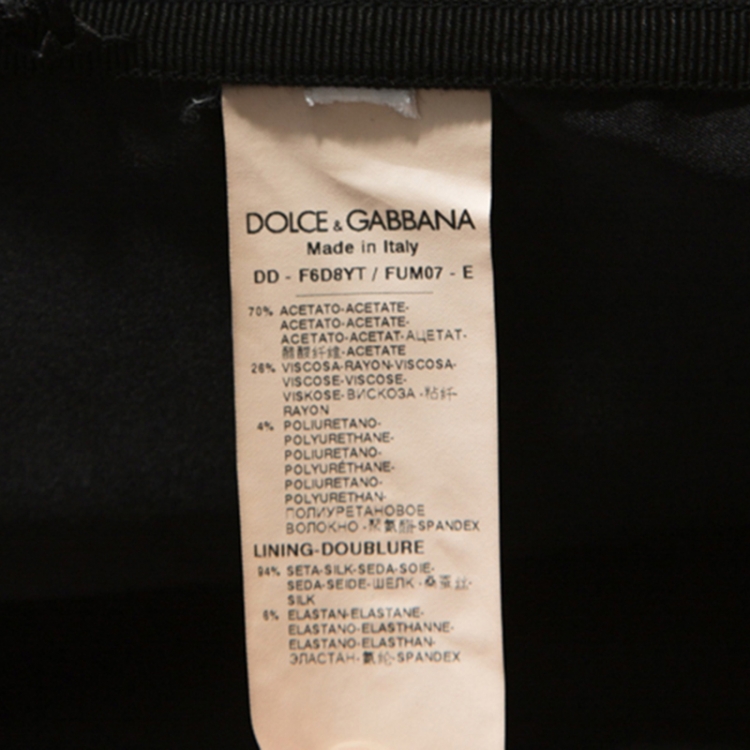 DOLCE & GABBANA
Made in Italy
DD - F6D8YT / FUM07 - E
70% ACETATO-ACETATE-
ACETATO-ACETATE-
ACETATO-ACETAT-АЦЕТАТ-
醋酸纤维-ACETATE
26% VISCOSA-RAYON-VISCOSA-
VISCOSE-VISCOSE-
VISKOSE-ВИСКОЗА-粘纤-
RAYON
4% POLIURETANO-
POLYURETHANE-
POLIURETANO-
POLYURÉTHANE-
POLIURETANO-
POLYURETHAN-
ПОЛИУРЕТАНОВОЕ
ВОЛОКНО-聚氨酯-SPANDEX
LINING-DOUBLURE
94% SETA-SILK-SEDA-SOIE-
SEDA-SEIDE-ШЕЛК-桑蚕丝-
SILK
6% ELASTAN-ELASTANE-
ELASTANO-ELASTHANNE-
ELASTANO-ELASTHAN-
ЭЛАСТАН-氨纶-SPANDEX